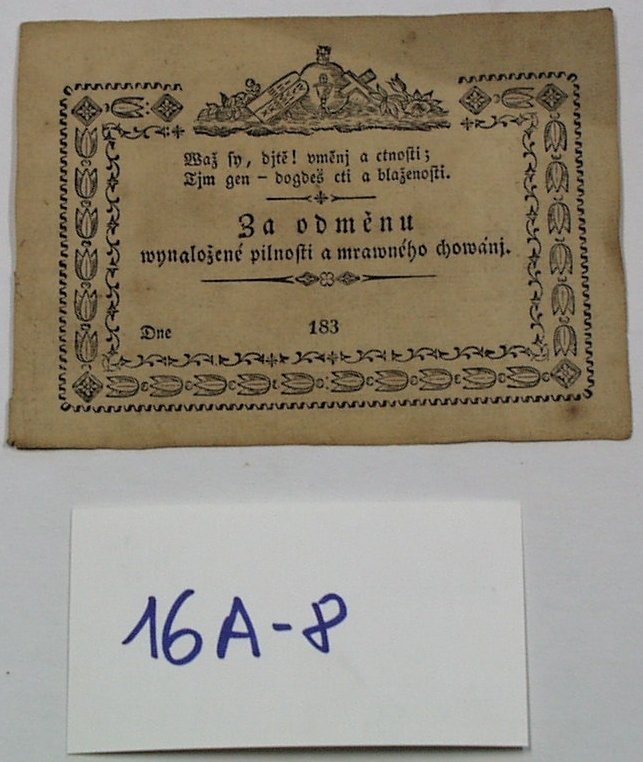 Waž sy, djtě! vměnj a ctnosti;
Tjm gen – dogdeš cti a blaženosti.
Za odměnu
wynaložené pilnosti a mrawného chowánj.
Dne 183
16A-8